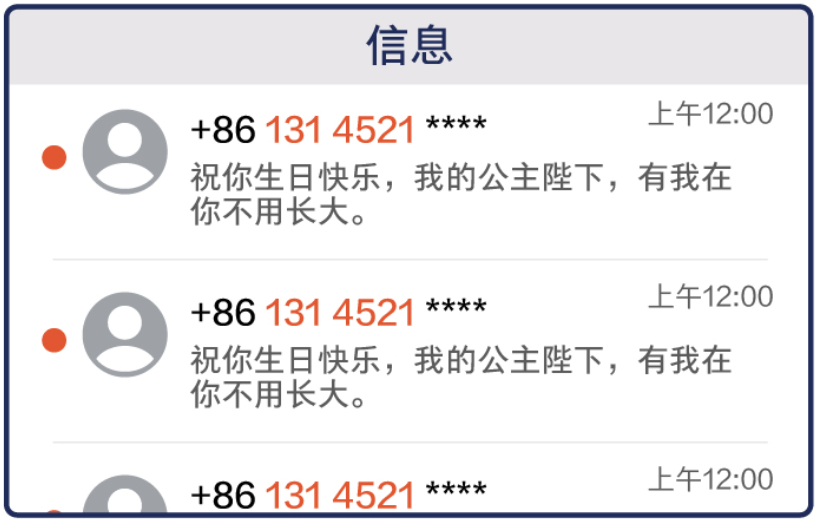 信息
+86 131 4521 ****
上午12:00
祝你生日快乐，我的公主陛下，有我在
你不用长大。
+86 131 4521 ****
上午12:00
祝你生日快乐，我的公主陛下，有我在
你不用长大。
+86 131 4521 ****
上午12:00